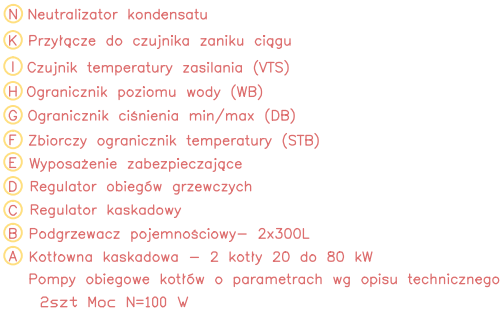 N Neutralizator kondensatu
K Przyłącze do czujnika zaniku ciągu
I Czujnik temperatury zasilania (VTS)
H Ogranicznik poziomu wody (WB)
G Ogranicznik ciśnienia min/max (DB)
F Zbiorczy ogranicznik temperatury (STB)
E Wyposażenie zabezpieczające
D Regulator obiegów grzewczych
C Regulator kaskadowy
B Podgrzewacz pojemnościowy– 2x300L
A Kotłowna kaskadowa – 2 kotły 20 do 80 kW
Pompy obiegowe kotłów o parametrach wg opisu technicznego
2szt Moc N=100 W